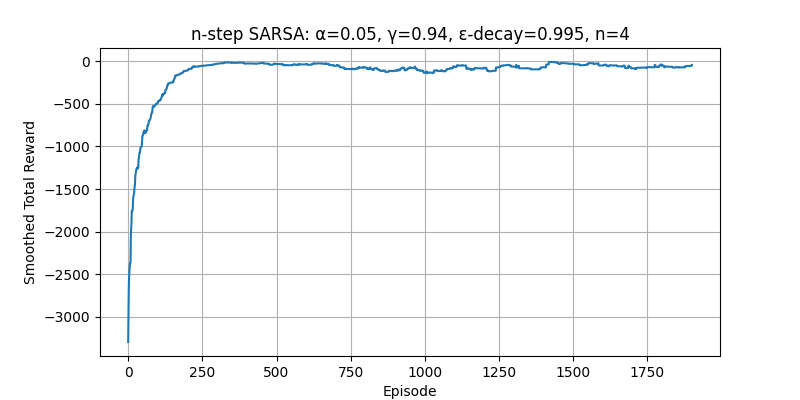 n-step SARSA: α=0.05, γ=0.94, ε-decay=0.995, n=4
Smoothed Total Reward
0
−500
−1000
−1500
−2000
−2500
−3000
0 250 500 750 1000 1250 1500 1750
Episode